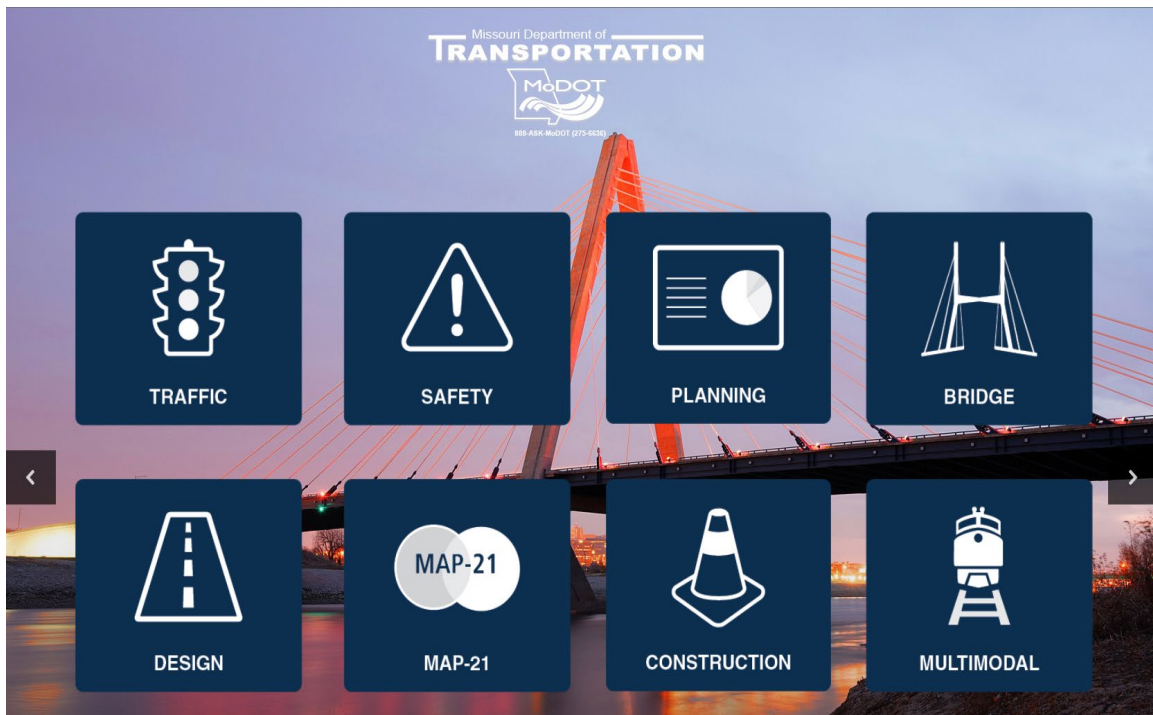 Missouri Department of
TRANSPORTATION
MoDOT
888-ASK-MoDOT (275-6636)
TRAFFIC
SAFETY
PLANNING
BRIDGE
DESIGN
MAP-21
MAP-21
CONSTRUCTION
MULTIMODAL